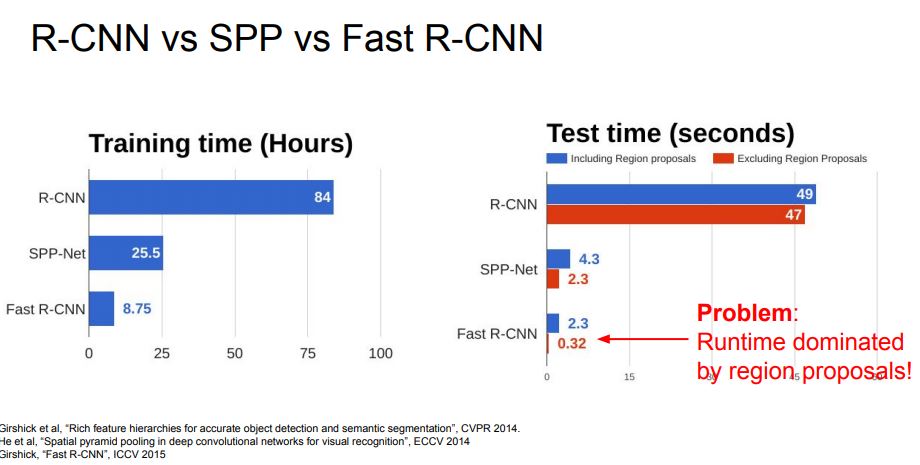 R-CNN vs SPP vs Fast R-CNN
Training time (Hours)
R-CNN
84
SPP-Net
25.5
Fast R-CNN
8.75
0 25 50 75 100
Test time (seconds)
Including Region proposals Excluding Region Proposals
R-CNN
49
47
SPP-Net
4.3
2.3
Fast R-CNN
2.3
0.32
Problem:
Runtime dominated
by region proposals!
0 15 45
Girshick et al, “Rich feature hierarchies for accurate object detection and semantic segmentation”, CVPR 2014.
He et al, “Spatial pyramid pooling in deep convolutional networks for visual recognition”, ECCV 2014
Girshick, “Fast R-CNN”, ICCV 2015